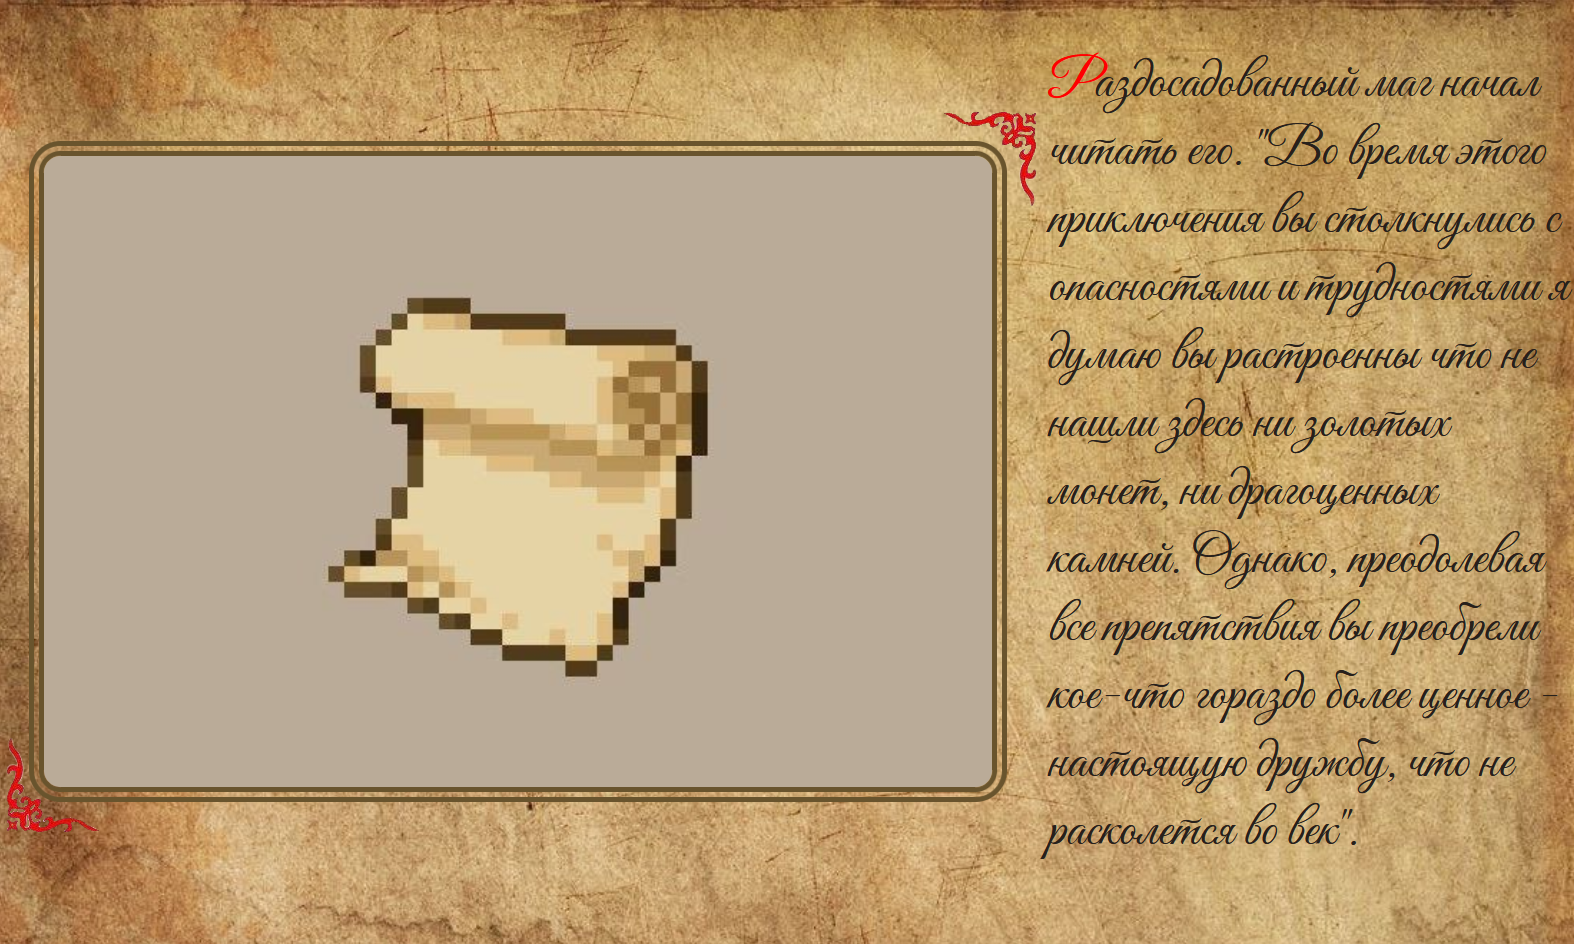 Раздосадованный маг начал
читать его. "Во время этого
приключения вы столкнулись с
опасностями и трудностями я
думаю вы растроенны что не
нашли здесь ни золотых
монет, ни драгоценных
камней. Однако, преодолевая
все препятствия вы преобрели
кое-что гораздо более ценное -
настоящую дружбу, что не
расколется во век".